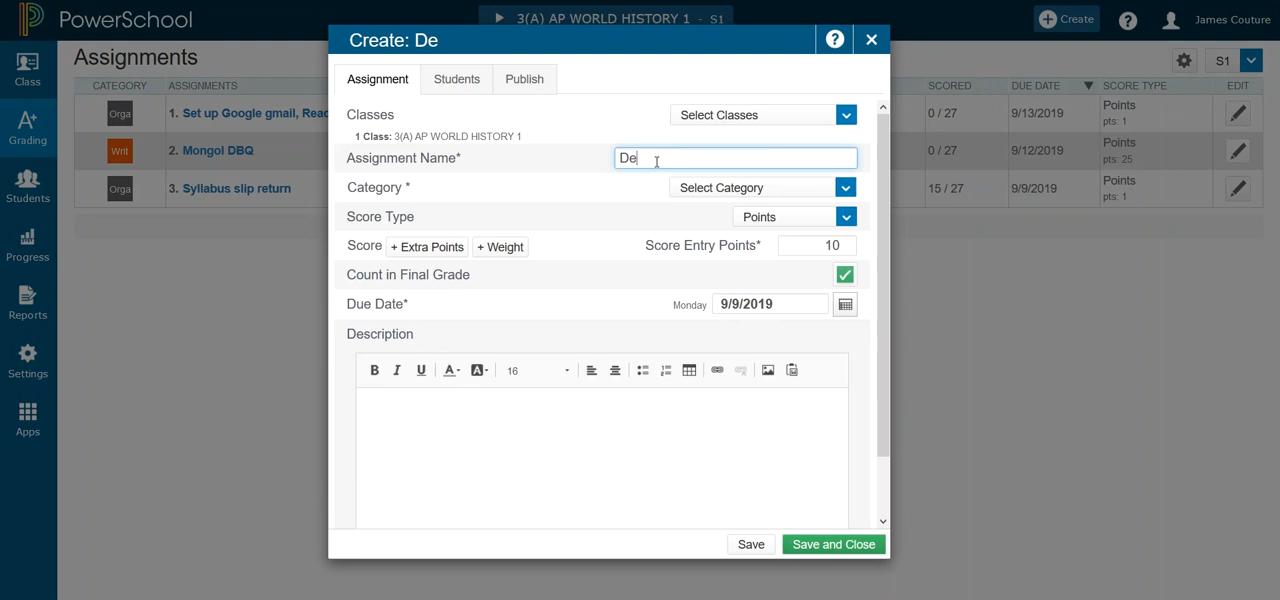 PowerSchool
3(A) AP WORLD HISTORY 1 - S1
Create
James Couture
Class
Grading
Students
Progress
Reports
Settings
Apps
Assignments
S1
CATEGORY ASSIGNMENTS SCORED DUE DATE SCORE TYPE EDIT
Orga 1. Set up Google gmail, Reac 0 / 27 9/13/2019 Points
pts: 1
Writ 2. Mongol DBQ 0 / 27 9/12/2019 Points
pts: 25
Orga 3. Syllabus slip return 15 / 27 9/9/2019 Points
pts: 1
Create: De
Assignment Students Publish
Classes Select Classes
1 Class: 3(A) AP WORLD HISTORY 1
Assignment Name* De
Category * Select Category
Score Type Points
Score + Extra Points + Weight Score Entry Points* 10
Count in Final Grade
Due Date* Monday 9/9/2019
Description
B I U A A 16
Save Save and Close